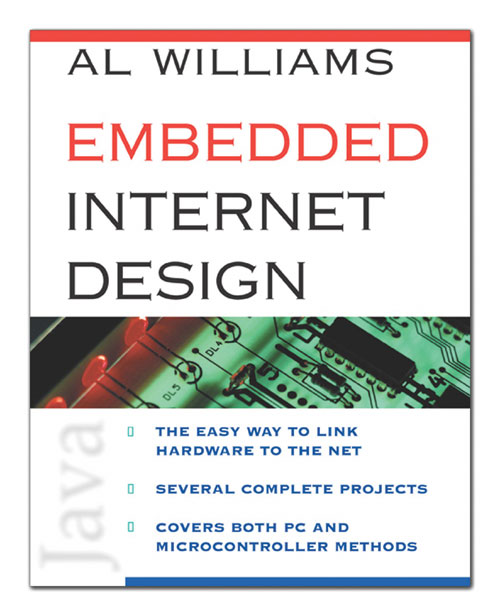 AL WILLIAMS
EMBEDDED
INTERNET
DESIGN
DL4
DL5
Java
THE EASY WAY TO LINK
HARDWARE TO THE NET
SEVERAL COMPLETE PROJECTS
COVERS BOTH PC AND
MICROCONTROLLER METHODS